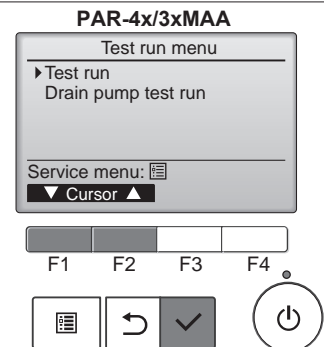 PAR-4x/3xMAA
Test run menu
Test run
Drain pump test run
Service menu:
▼ Cursor ▲
F1 F2 F3 F4